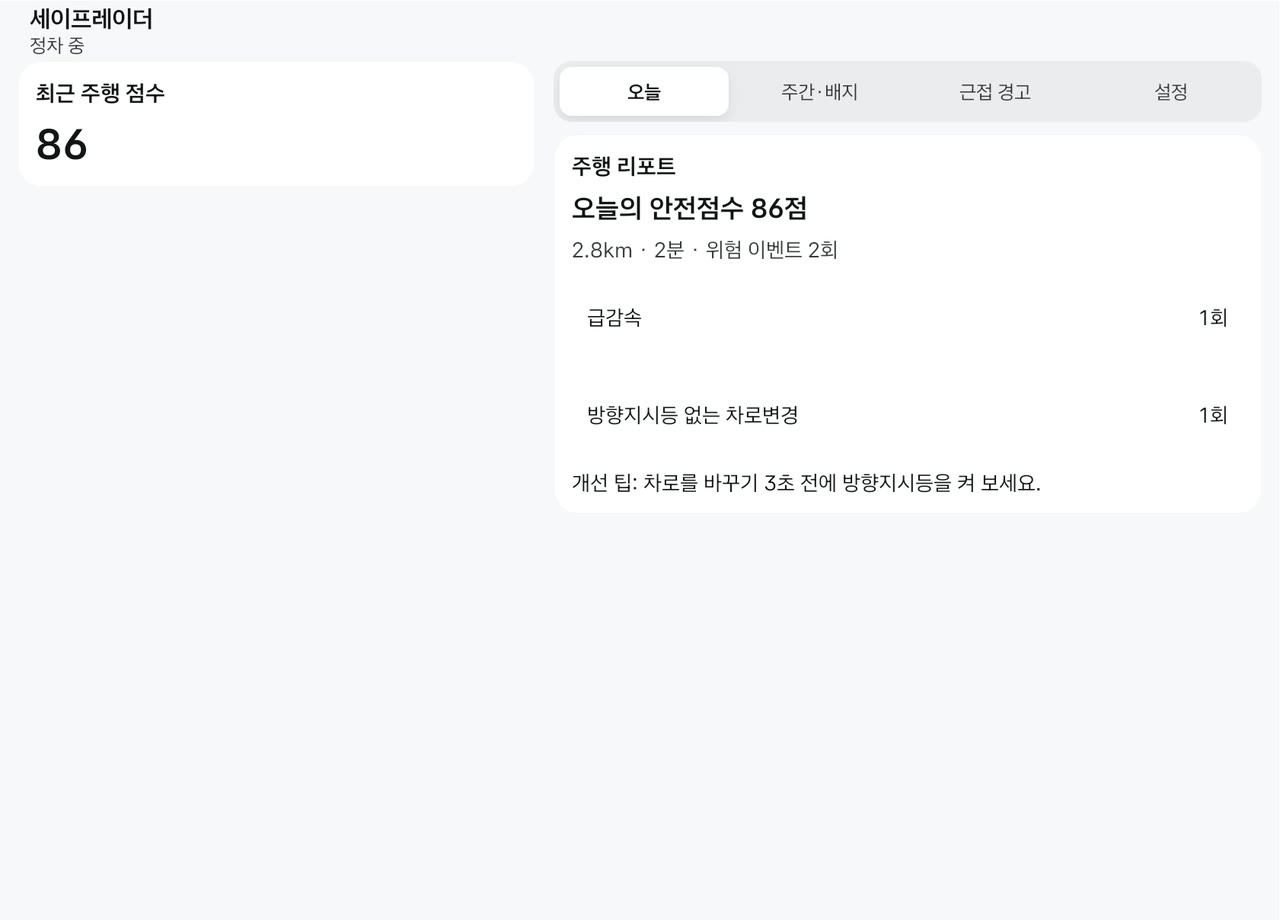 세이프레이더
정차 중
최근 주행 점수
86
오늘
주간·배지
근접 경고
설정
주행 리포트
오늘의 안전점수 86점
2.8km · 2분 · 위험 이벤트 2회
급감속 1회
방향지시등 없는 차로변경 1회
개선 팁: 차로를 바꾸기 3초 전에 방향지시등을 켜 보세요.